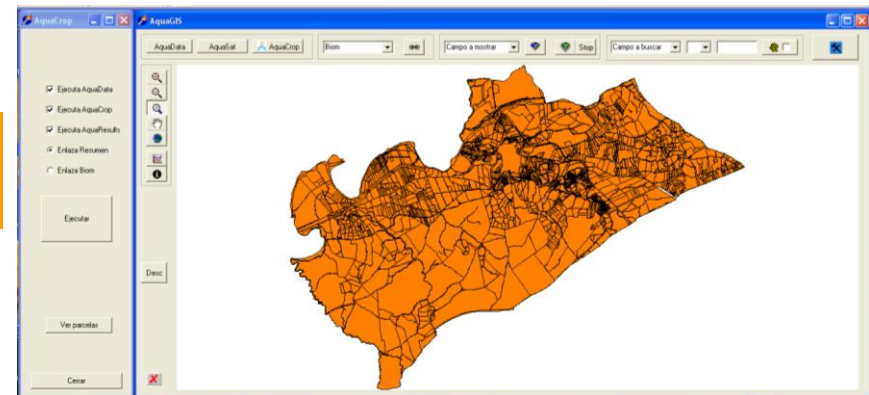 AquaCrop
Ejecuta AquaData
Ejecuta AquaCrop
Ejecuta AquaResults
Enlaza Resumen
Enlaza Biom
Ejecutar
Ver parcelas
Cerrar
AquaGIS
AquaData
AquaSat
AquaCrop
Biom
Campo a mostrar
Stop
Campo a buscar
Desc